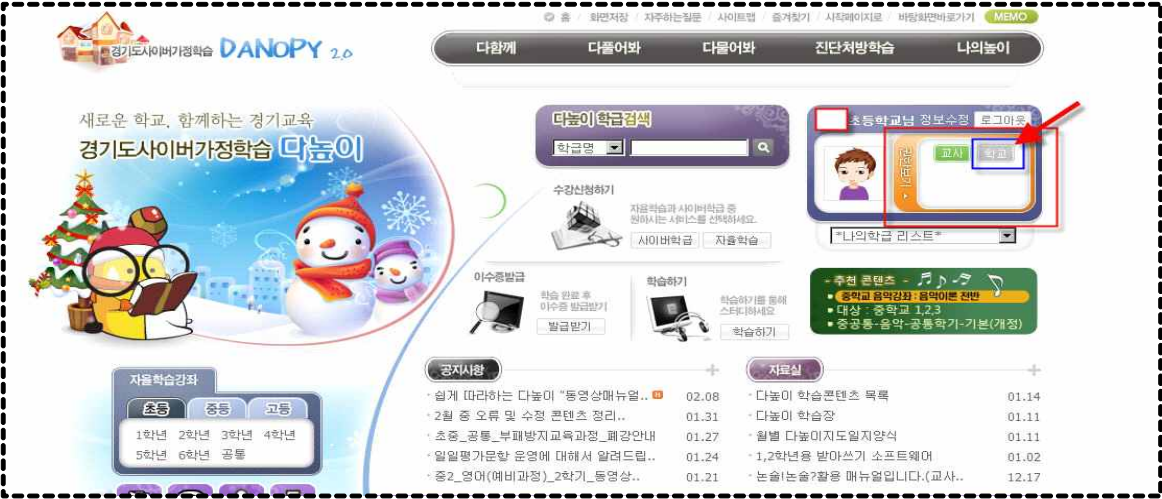 홈 / 화면저장 / 자주하는질문 / 사이트맵 / 즐겨찾기 / 시작페이지로 / 바탕화면바로가기 MEMO
경기도사이버가정학습 DANOPY 2.0
다함께 다풀어봐 다물어봐 진단처방학습 나의높이
새로운 학교, 함께하는 경기교육
경기도사이버가정학습 다높이
다높이 학급검색
학급명
초등학교님 정보수정 로그아웃
권한보기
교사 학교
*나의학급 리스트*
수강신청하기
자율학습과 사이버학급 중
원하시는 서비스를 선택하세요.
사이버학급 자율학습
이수증발급
학습 완료 후
이수증 발급받기
발급받기
학습하기
학습하기를 통해
스터디하세요
학습하기
- 추천 콘텐츠 -
중학교 음악강좌 : 음악이론 전반
대상 : 중학교 1,2,3
중공통-음악-공통학기-기본(개정)
자율학습강좌
초등 중등 고등
1학년 2학년 3학년 4학년
5학년 6학년 공통
공지사항
쉽게 따라하는 다높이 "동영상매뉴얼.. 02.08
2월 중 오류 및 수정 콘텐츠 정리.. 01.31
초중_공통_부패방지교육과정_폐강안내 01.27
일일평가문항 운영에 대해서 알려드립.. 01.24
중2_영어(예비과정)_2학기_동영상.. 01.21
자료실
다높이 학습콘텐츠 목록 01.14
다높이 학습장 01.11
월별 다높이지도일지양식 01.11
1,2학년용 받아쓰기 소프트웨어 01.02
논술!논술?활용 매뉴얼입니다.(교사.. 12.17